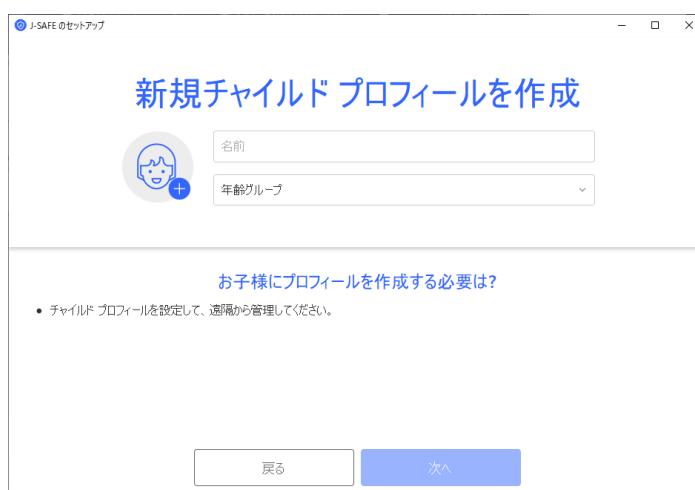 J-SAFE のセットアップ
新規チャイルド プロフィールを作成
名前
年齢グループ
お子様にプロフィールを作成する必要は?
• チャイルド プロフィールを設定して、遠隔から管理してください。
戻る
次へ